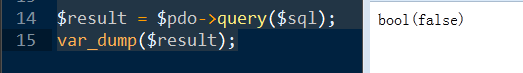 14 $result = $pdo->query($sql);
15 var_dump($result);
bool(false)